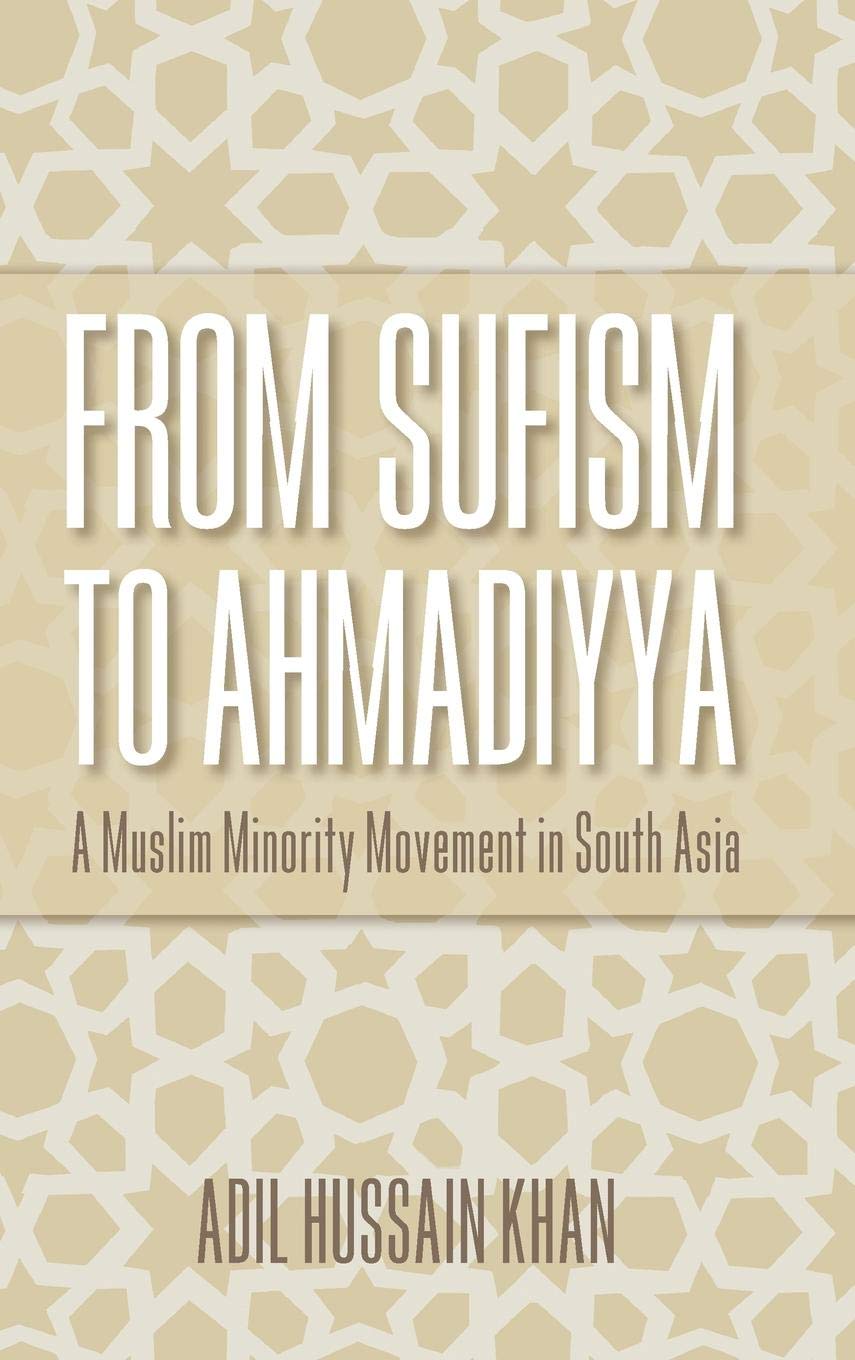 FROM SUFISM
TO AHMADIYYA
A Muslim Minority Movement in South Asia
ADIL HUSSAIN KHAN